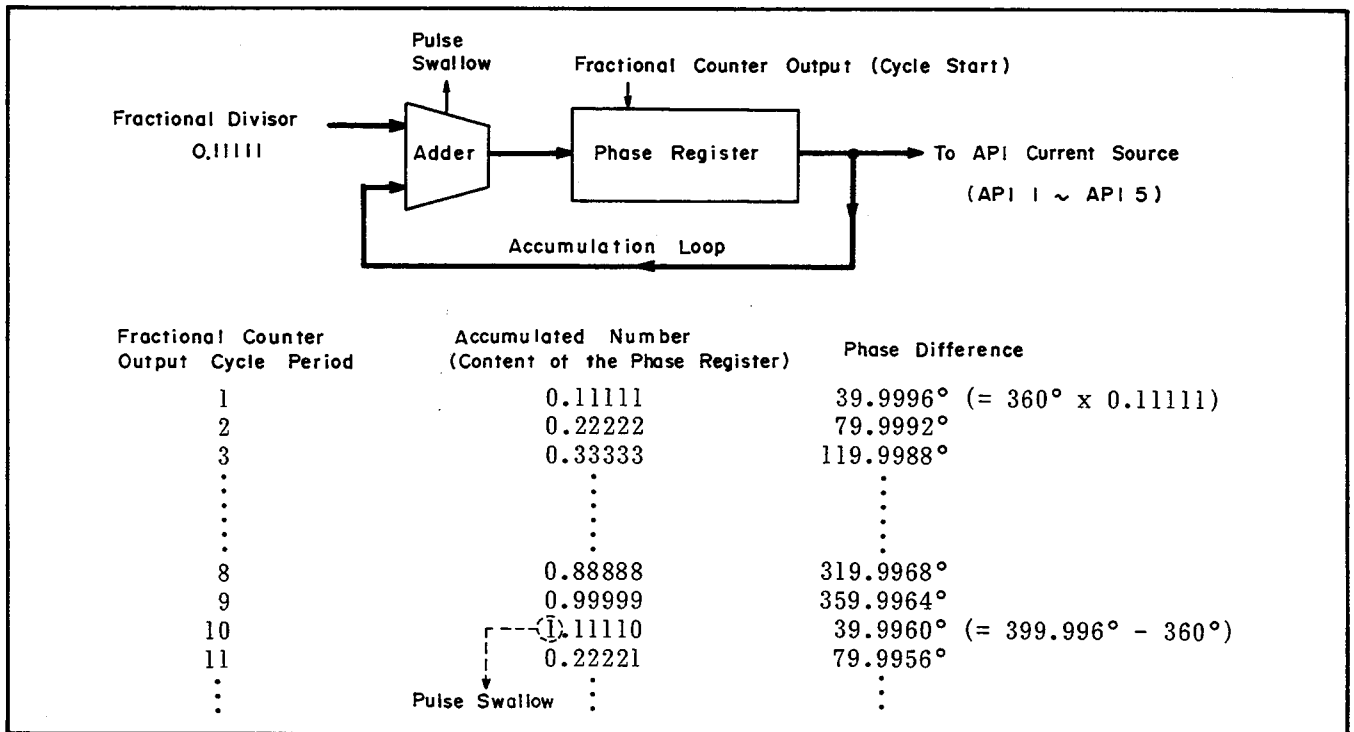 Pulse
Swallow
Fractional Counter Output (Cycle Start)
Fractional Divisor
0.11111
Adder
Phase Register
To API Current Source
(API 1 ~ API 5)
Accumulation Loop
Fractional Counter
Output Cycle Period
Accumulated Number
(Content of the Phase Register)
Phase Difference
1 0.11111 39.9996° (= 360° x 0.11111)
2 0.22222 79.9992°
3 0.33333 119.9988°
8 0.88888 319.9968°
9 0.99999 359.9964°
10 1.11110 39.9960° (= 399.996° - 360°)
11 0.22221 79.9956°
Pulse Swallow